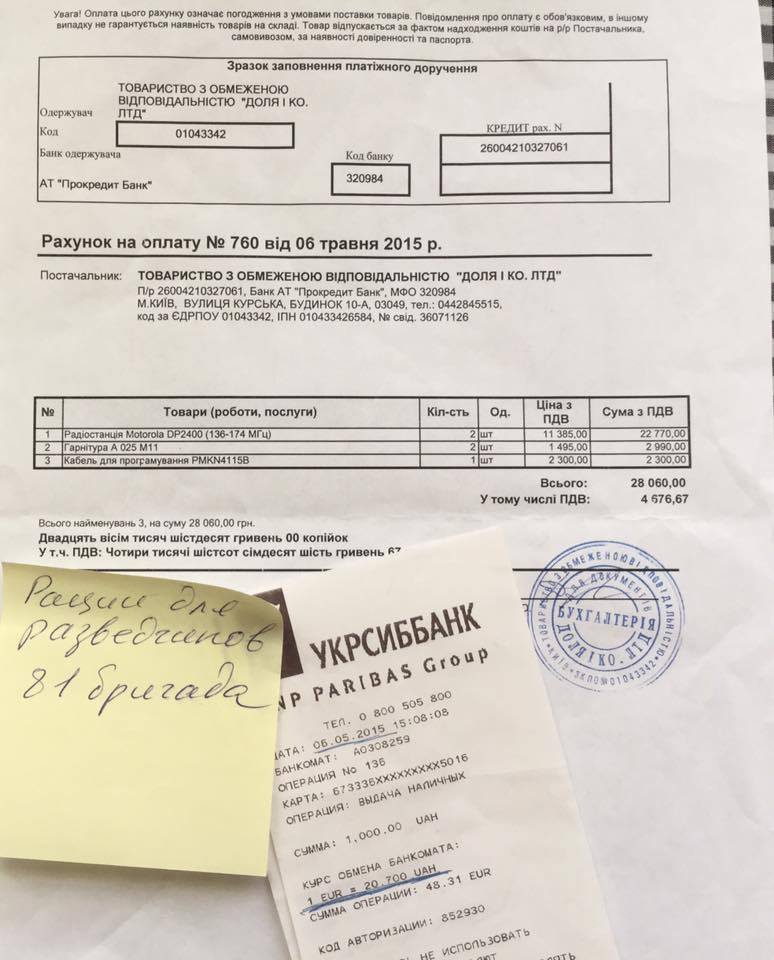 Увага! Оплата цього рахунку означає погодження з умовами поставки товарів. Повідомлення про оплату є обов'язковим, в іншому
випадку не гарантується наявність товарів на складі. Товар відпускається за фактом надходження коштів на р/р Постачальника,
самовивозом, за наявності довіреності та паспорта.
Зразок заповнення платіжного доручення
ТОВАРИСТВО З ОБМЕЖЕНОЮ
ВІДПОВІДАЛЬНІСТЮ "ДОЛЯ І КО.
Одержувач ЛТД"
Код 01043342 КРЕДИТ рах. N
Банк одержувача Код банку 26004210327061
АТ "Прокредит Банк" 320984
Рахунок на оплату № 760 від 06 травня 2015 р.
Постачальник: ТОВАРИСТВО З ОБМЕЖЕНОЮ ВІДПОВІДАЛЬНІСТЮ "ДОЛЯ І КО. ЛТД"
П/р 26004210327061, Банк АТ "Прокредит Банк", МФО 320984
М.КИЇВ, ВУЛИЦЯ КУРСЬКА, БУДИНОК 10-А, 03049, тел.: 0442845515,
код за ЄДРПОУ 01043342, ІПН 010433426584, № свід. 36071126
№ Товари (роботи, послуги) Кіл-сть Од. Ціна з ПДВ Сума з ПДВ
1 Радіостанція Motorola DP2400 (136-174 МГц) 2 шт 11 385,00 22 770,00
2 Гарнітура А 025 М11 2 шт 1 495,00 2 990,00
3 Кабель для програмування PMKN4115B 1 шт 2 300,00 2 300,00
Всього: 28 060,00
У тому числі ПДВ: 4 676,67
Всього найменувань 3, на суму 28 060,00 грн.
Двадцять вісім тисяч шістдесят гривень 00 копійок
У т.ч. ПДВ: Чотири тисячі шістсот сімдесят шість гривень 67
Рации для
разведчиков
81 бригада
УКРСИББАНК
NP PARIBAS Group
ТЕЛ. 0 800 505 800
ДАТА: 06.05.2015 15:08:08
БАНКОМАТ: A0308259
ОПЕРАЦИЯ No 136
КАРТА: 673336XXXXXXXXX5016
ОПЕРАЦИЯ: ВЫДАЧА НАЛИЧНЫХ
СУММА: 1,000.00 UAH
КУРС ОБМЕНА БАНКОМАТА:
1 EUR = 20.700 UAH
СУММА ОПЕРАЦИИ: 48.31 EUR
КОД АВТОРИЗАЦИИ: 852930
НЕ ИСПОЛЬЗОВАТЬ
ТОВАРИСТВО З ОБМЕЖЕНОЮ ВІДПОВІДАЛЬНІСТЮ
ДОКУМЕНТІВ
БУХГАЛТЕРІЯ
ДОЛЯ І КО. ЛТД
КИЇВ ЗКПО №01043342